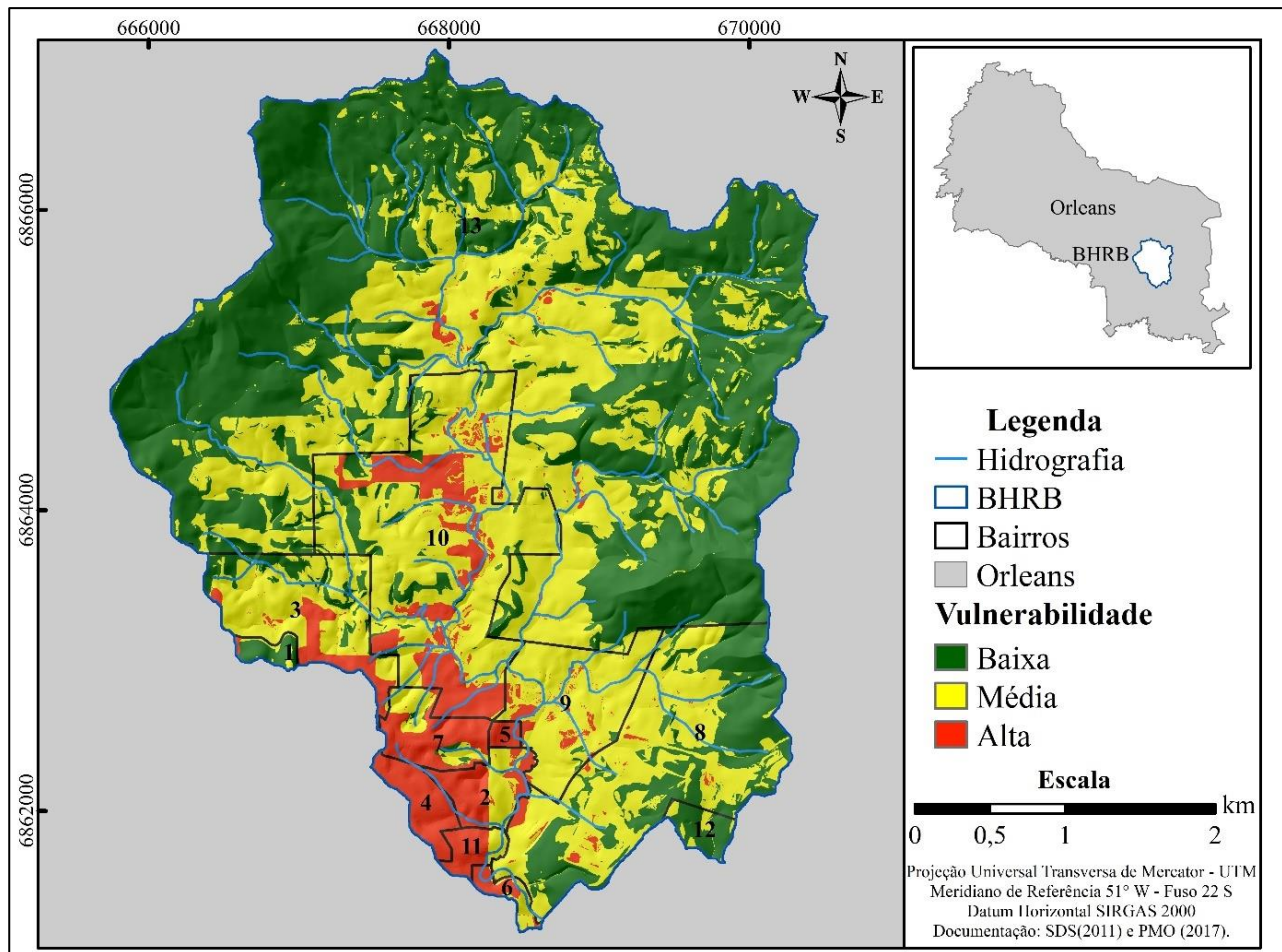 666000
668000
670000
6866000
6864000
6862000
N
W
E
S
13
10
3
1
9
8
7
5
4
2
12
11
6
Orleans
BHRB
Legenda
Hidrografia
BHRB
Bairros
Orleans
Vulnerabilidade
Baixa
Média
Alta
Escala
km
0 0,5 1 2
Projeção Universal Transversa de Mercator - UTM
Meridiano de Referência 51° W - Fuso 22 S
Datum Horizontal SIRGAS 2000
Documentação: SDS(2011) e PMO (2017).